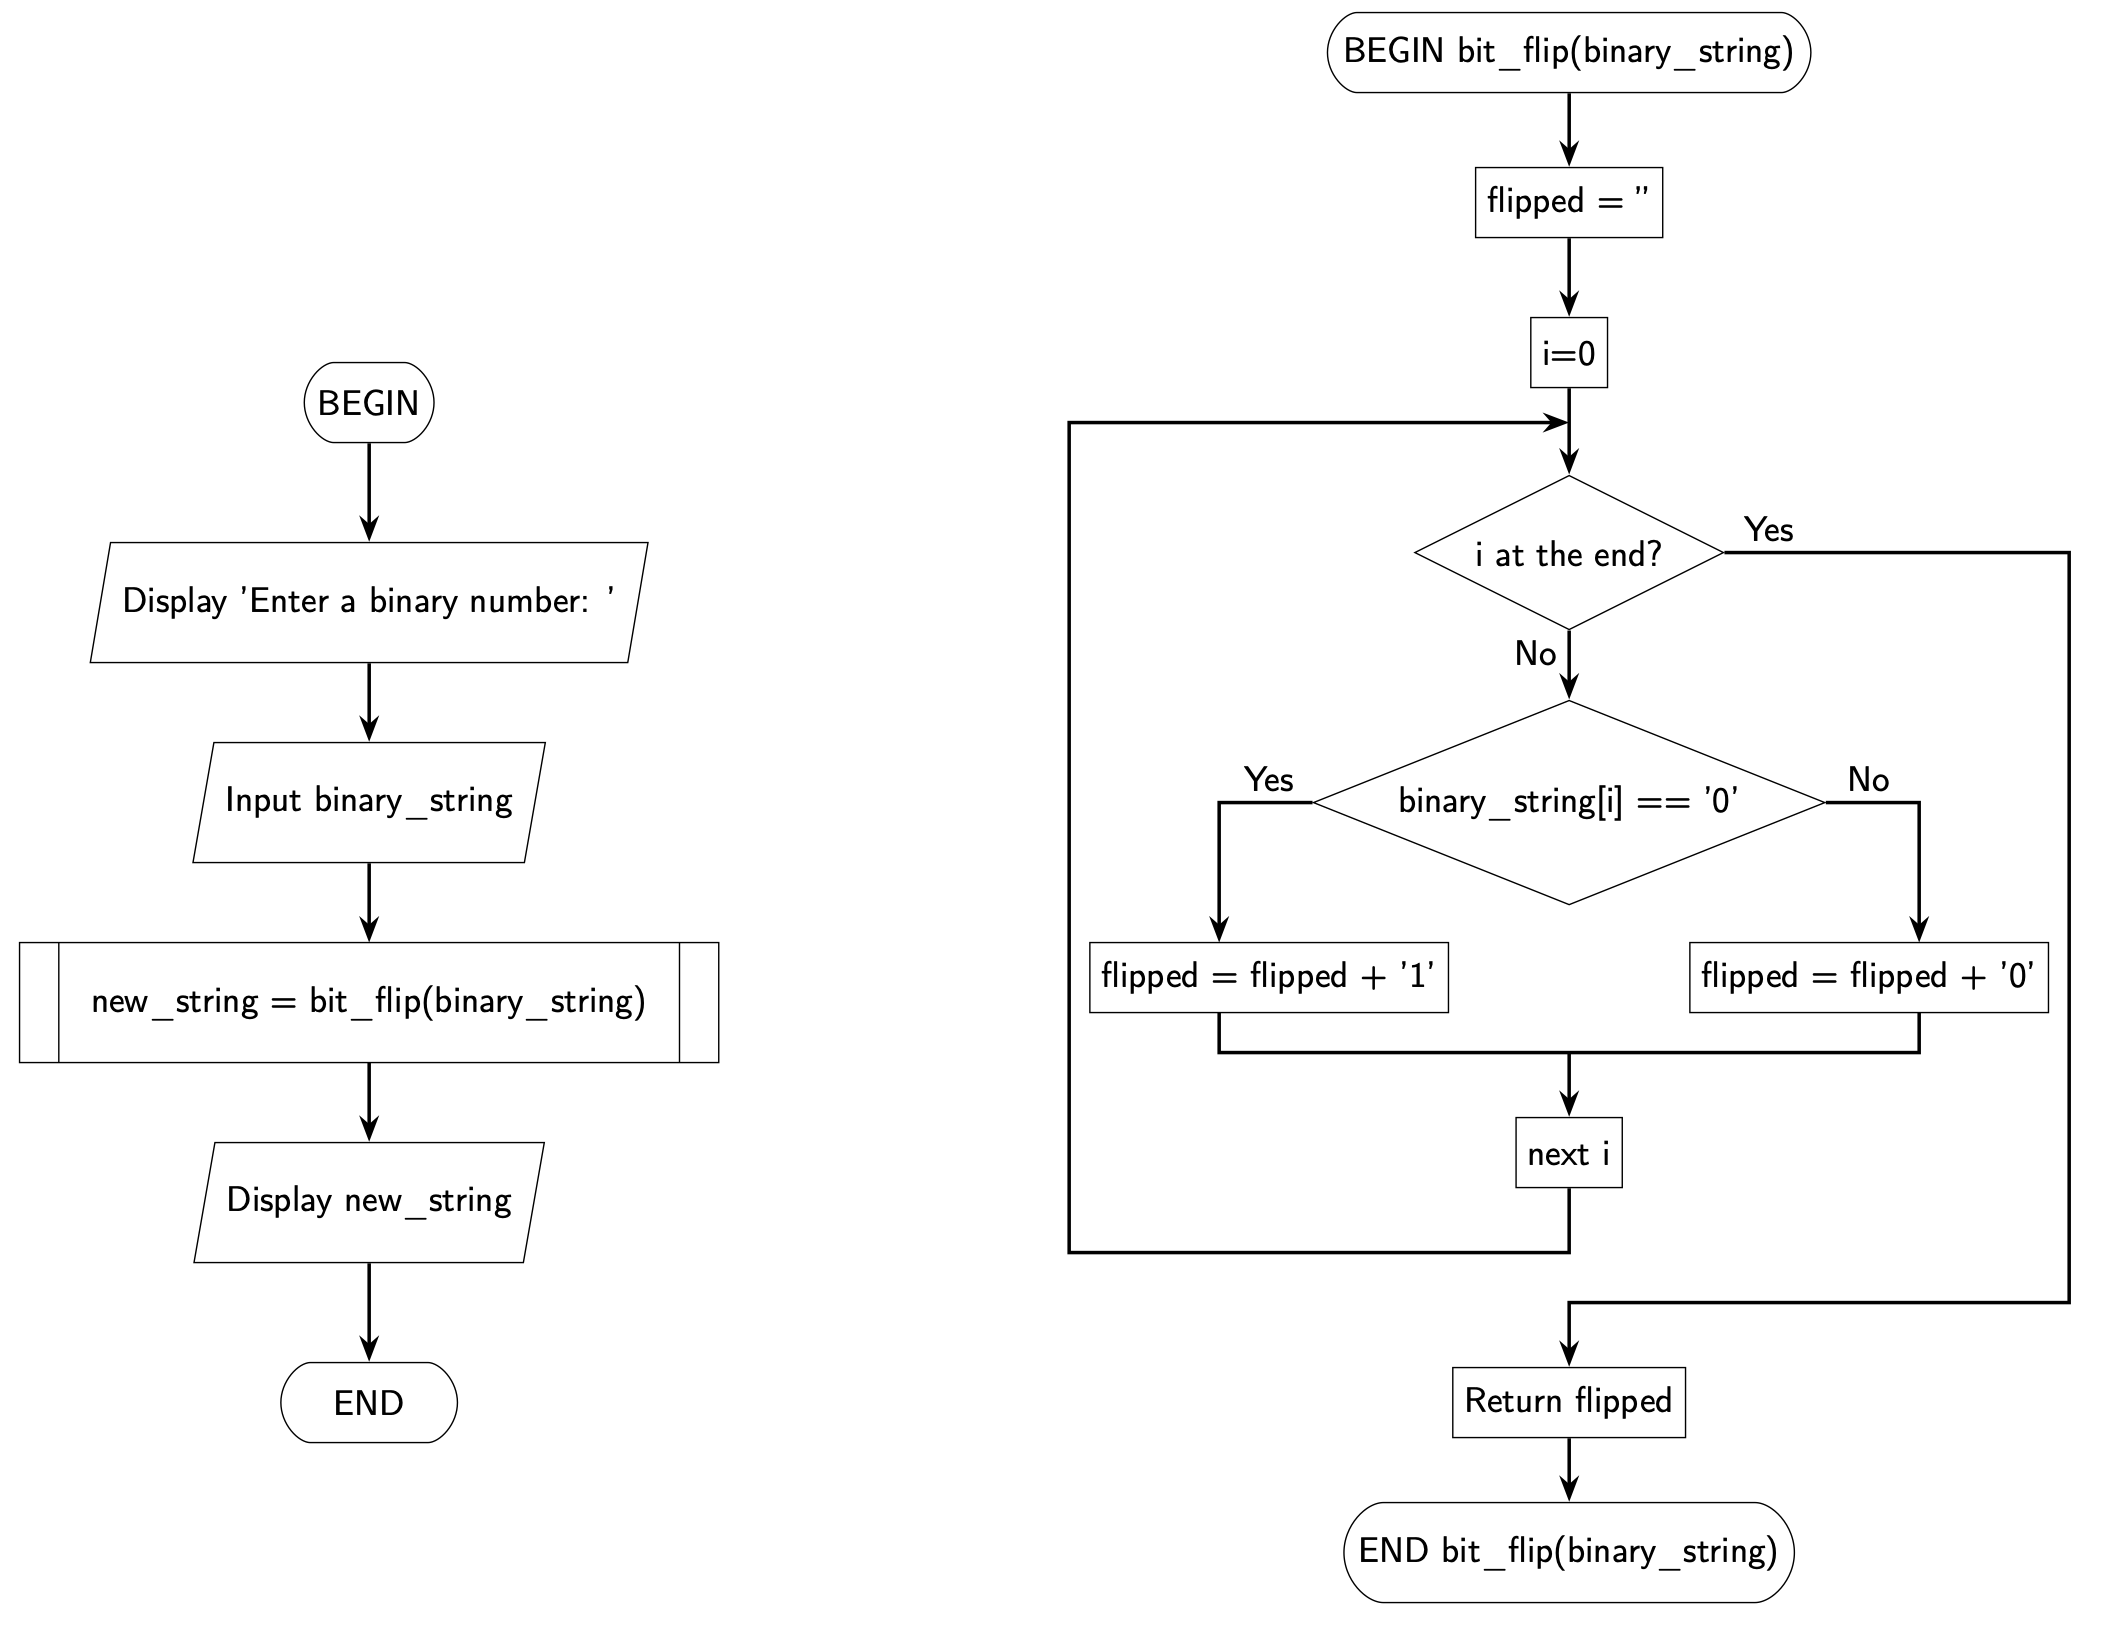 BEGIN
Display 'Enter a binary number: '
Input binary_string
new_string = bit_flip(binary_string)
Display new_string
END
BEGIN bit_flip(binary_string)
flipped = ''
i=0
i at the end?
Yes
No
binary_string[i] == '0'
Yes
No
flipped = flipped + '1'
flipped = flipped + '0'
next i
Return flipped
END bit_flip(binary_string)